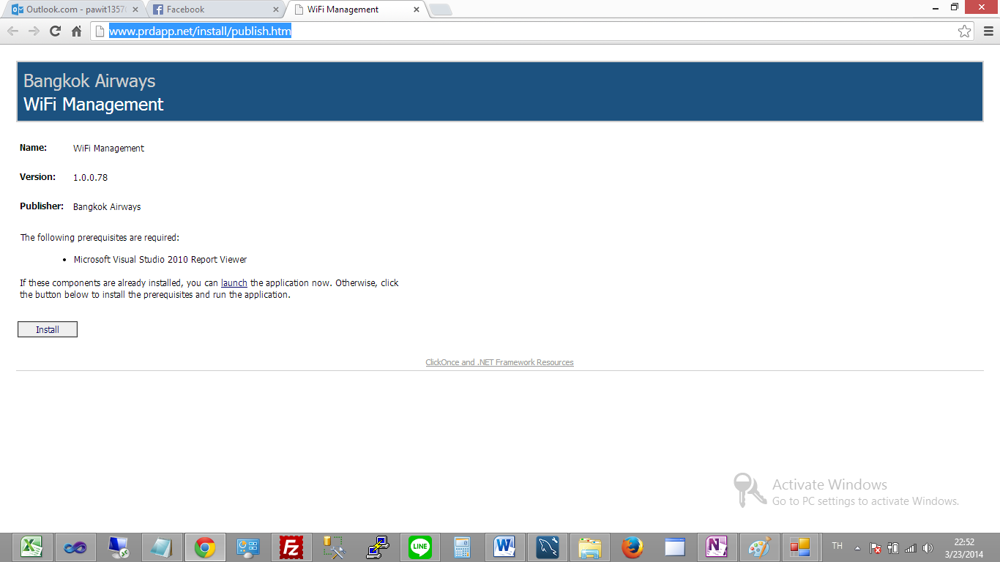 Outlook.com - pawit1357
Facebook
WiFi Management
www.prdapp.net/install/publish.htm
Bangkok Airways
WiFi Management
Name: WiFi Management
Version: 1.0.0.78
Publisher: Bangkok Airways
The following prerequisites are required:
• Microsoft Visual Studio 2010 Report Viewer
If these components are already installed, you can launch the application now. Otherwise, click
the button below to install the prerequisites and run the application.
Install
ClickOnce and .NET Framework Resources
Activate Windows
Go to PC settings to activate Windows.
LINE
TH
22:52
3/23/2014